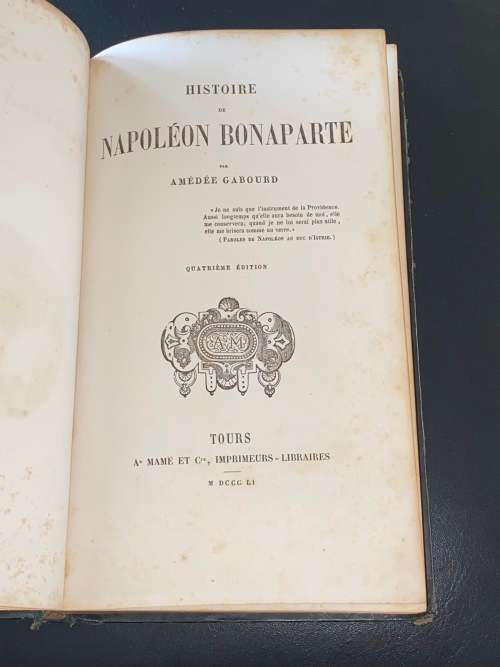 HISTOIRE
DE
NAPOLÉON BONAPARTE
PAR
AMÉDÉE GABOURD
« Je ne suis que l'instrument de la Providence.
Aussi longtemps qu'elle aura besoin de moi, elle
me conservera; quand je ne lui serai plus utile,
elle me brisera comme un verre.»
(PAROLES DE NAPOLÉON AU DUC D'ISTRIE.)
QUATRIÈME ÉDITION
A M
TOURS
Ad MAME ET Cie, IMPRIMEURS-LIBRAIRES
M DCCC LI